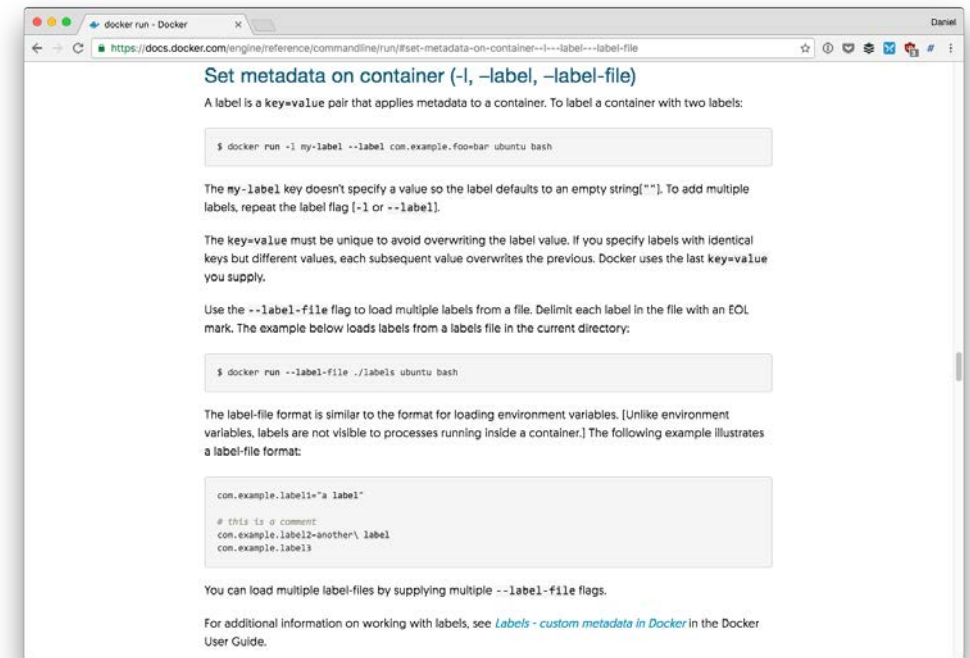 docker run - Docker
Daniel
https://docs.docker.com/engine/reference/commandline/run/#set-metadata-on-container--l---label---label-file
Set metadata on container (-l, –label, –label-file)
A label is a key=value pair that applies metadata to a container. To label a container with two labels:
$ docker run -l my-label --label com.example.foo=bar ubuntu bash
The my-label key doesn't specify a value so the label defaults to an empty string(""). To add multiple
labels, repeat the label flag (-l or --label).
The key=value must be unique to avoid overwriting the label value. If you specify labels with identical
keys but different values, each subsequent value overwrites the previous. Docker uses the last key=value
you supply.
Use the --label-file flag to load multiple labels from a file. Delimit each label in the file with an EOL
mark. The example below loads labels from a labels file in the current directory:
$ docker run --label-file ./labels ubuntu bash
The label-file format is similar to the format for loading environment variables. (Unlike environment
variables, labels are not visible to processes running inside a container.) The following example illustrates
a label-file format:
com.example.label1="a label"
# this is a comment
com.example.label2=another\ label
com.example.label3
You can load multiple label-files by supplying multiple --label-file flags.
For additional information on working with labels, see Labels - custom metadata in Docker in the Docker
User Guide.